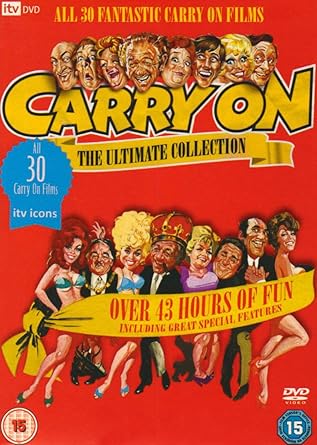 itv DVD
ALL 30 FANTASTIC CARRY ON FILMS
CARRY ON
THE ULTIMATE COLLECTION
All
30
Carry On Films
itv icons
OVER 43 HOURS OF FUN
INCLUDING GREAT SPECIAL FEATURES
DVD
VIDEO
15
15